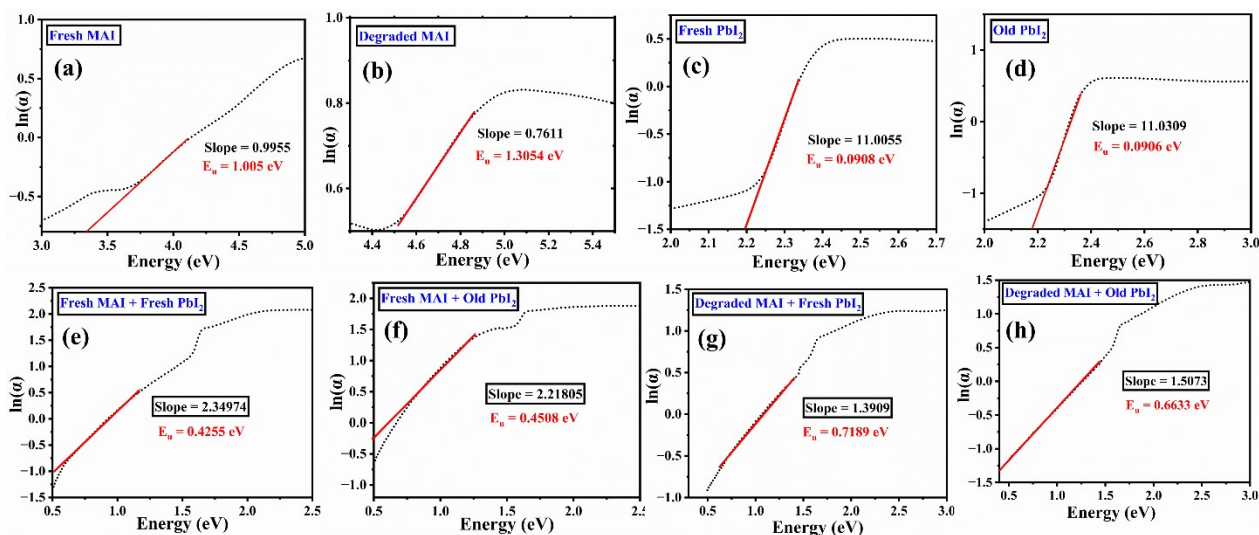 Fresh MAI
(a)
Slope = 0.9955
Eᵤ = 1.005 eV
ln(α)
1.0
0.5
0.0
−0.5
3.0 3.5 4.0 4.5 5.0
Energy (eV)
Degraded MAI
(b)
Slope = 0.7611
Eᵤ = 1.3054 eV
ln(α)
1.0
0.8
0.6
4.4 4.6 4.8 5.0 5.2 5.4
Energy (eV)
Fresh PbI₂
(c)
Slope = 11.0055
Eᵤ = 0.0908 eV
ln(α)
0.5
0.0
−0.5
−1.0
−1.5
2.0 2.1 2.2 2.3 2.4 2.5 2.6 2.7
Energy (eV)
Old PbI₂
(d)
Slope = 11.0309
Eᵤ = 0.0906 eV
ln(α)
1
0
−1
2.0 2.2 2.4 2.6 2.8 3.0
Energy (eV)
Fresh MAI + Fresh PbI₂
(e)
Slope = 2.34974
Eᵤ = 0.4255 eV
ln(α)
2.5
2.0
1.5
1.0
0.5
0.0
−0.5
−1.0
−1.5
0.5 1.0 1.5 2.0 2.5
Energy (eV)
Fresh MAI + Old PbI₂
(f)
Slope = 2.21805
Eᵤ = 0.4508 eV
ln(α)
2.0
1.5
1.0
0.5
0.0
−0.5
−1.0
0.5 1.0 1.5 2.0 2.5
Energy (eV)
Degraded MAI + Fresh PbI₂
(g)
Slope = 1.3909
Eᵤ = 0.7189 eV
ln(α)
1.5
1.0
0.5
0.0
−0.5
−1.0
0.5 1.0 1.5 2.0 2.5 3.0
Energy (eV)
Degraded MAI + Old PbI₂
(h)
Slope = 1.5073
Eᵤ = 0.6633 eV
ln(α)
1.5
1.0
0.5
0.0
−0.5
−1.0
−1.5
0.5 1.0 1.5 2.0 2.5 3.0
Energy (eV)